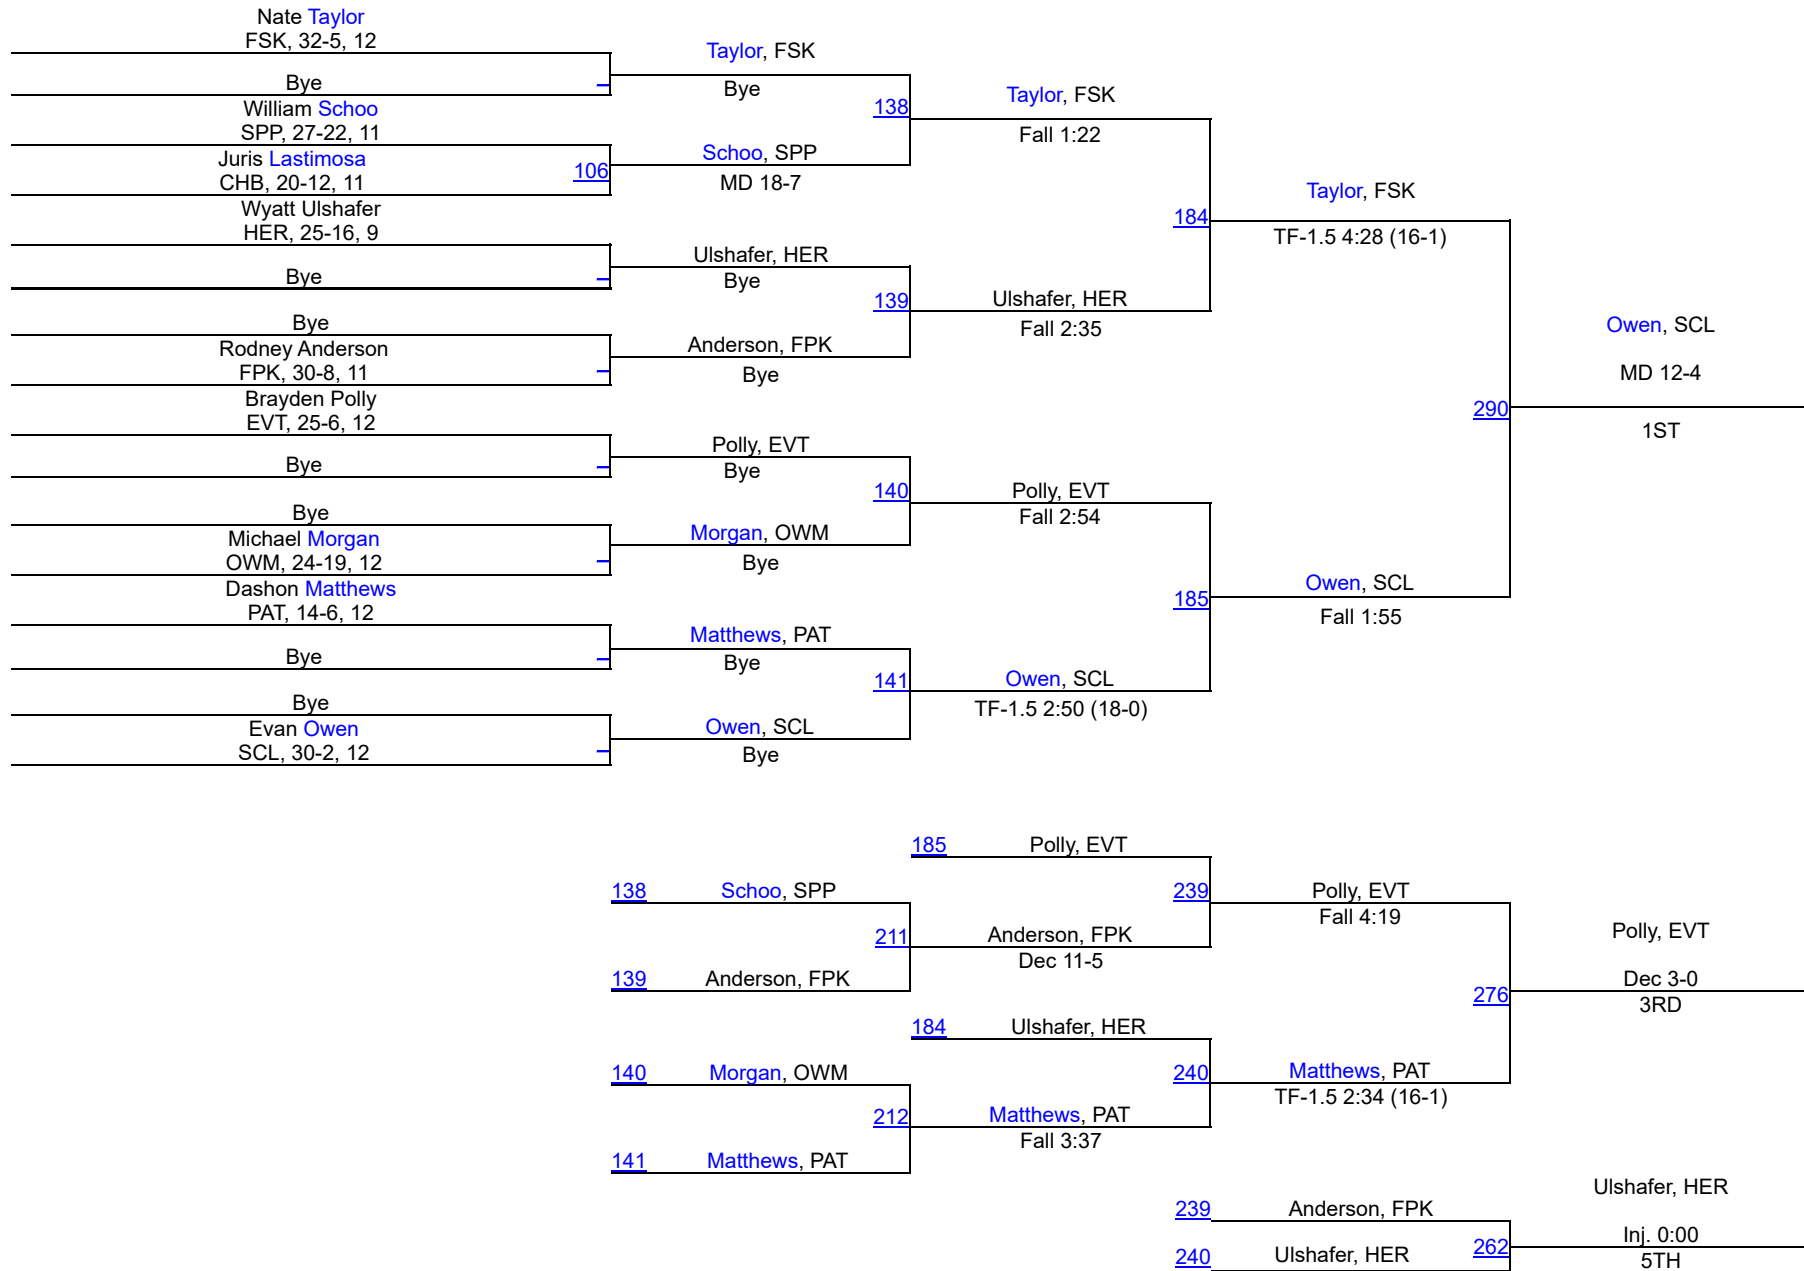 Nate Taylor
FSK, 32-5, 12
Bye
William Schoo
SPP, 27-22, 11
Juris Lastimosa
CHB, 20-12, 11
106
Wyatt Ulshafer
HER, 25-16, 9
Bye
Bye
Rodney Anderson
FPK, 30-8, 11
Brayden Polly
EVT, 25-6, 12
Bye
Bye
Michael Morgan
OWM, 24-19, 12
Dashon Matthews
PAT, 14-6, 12
Bye
Bye
Evan Owen
SCL, 30-2, 12
Taylor, FSK
Bye
138
Schoo, SPP
MD 18-7
Ulshafer, HER
Bye
139
Anderson, FPK
Bye
Polly, EVT
Bye
140
Morgan, OWM
Bye
Matthews, PAT
Bye
141
Owen, SCL
Bye
Taylor, FSK
Fall 1:22
184
Ulshafer, HER
Fall 2:35
Polly, EVT
Fall 2:54
185
Owen, SCL
TF-1.5 2:50 (18-0)
Taylor, FSK
TF-1.5 4:28 (16-1)
290
Owen, SCL
Fall 1:55
Owen, SCL
MD 12-4
1ST
185 Polly, EVT
138 Schoo, SPP
211
139 Anderson, FPK
Anderson, FPK
Dec 11-5
239
184 Ulshafer, HER
140 Morgan, OWM
212
141 Matthews, PAT
Matthews, PAT
Fall 3:37
240
Polly, EVT
Fall 4:19
276
Matthews, PAT
TF-1.5 2:34 (16-1)
Polly, EVT
Dec 3-0
3RD
239 Anderson, FPK
240 Ulshafer, HER
262
Ulshafer, HER
Inj. 0:00
5TH